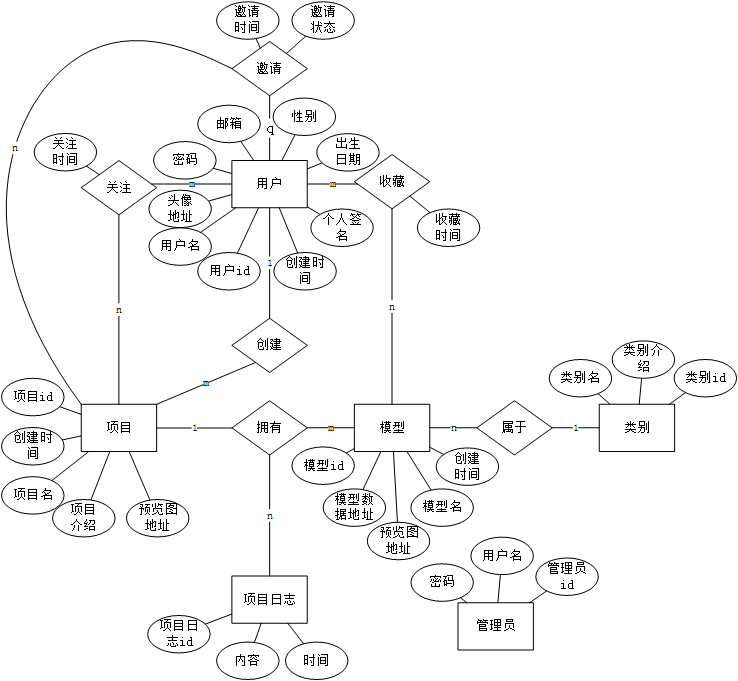 邀请
时间
邀请
状态
邀请
n
q
关注
时间
邮箱
性别
密码
出生
日期
关注
m
用户
m
收藏
头像
地址
用户名
用户id
1
创建时
间
个人签
名
收藏
时间
n
n
创建
m
项目id
创建时
间
项目名
项目
介绍
预览图
地址
项目
1
拥有
m
模型
n
属于
1
类别
类别名
类别介
绍
类别id
模型id
模型数
据地址
预览图
地址
模型名
创建
时间
n
项目日志
项目日
志id
内容
时间
密码
用户名
管理员
id
管理员